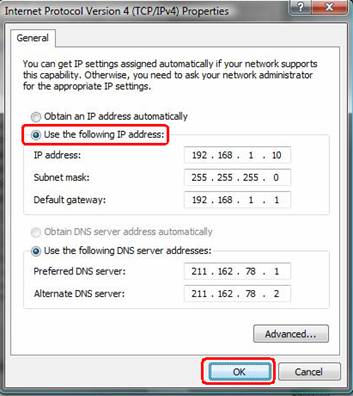 Internet Protocol Version 4 (TCP/IPv4) Properties
General
You can get IP settings assigned automatically if your network supports
this capability. Otherwise, you need to ask your network administrator
for the appropriate IP settings.
Obtain an IP address automatically
Use the following IP address:
IP address: 192 . 168 . 1 . 10
Subnet mask: 255 . 255 . 255 . 0
Default gateway: 192 . 168 . 1 . 1
Obtain DNS server address automatically
Use the following DNS server addresses:
Preferred DNS server: 211 . 162 . 78 . 1
Alternate DNS server: 211 . 162 . 78 . 2
Advanced...
OK Cancel